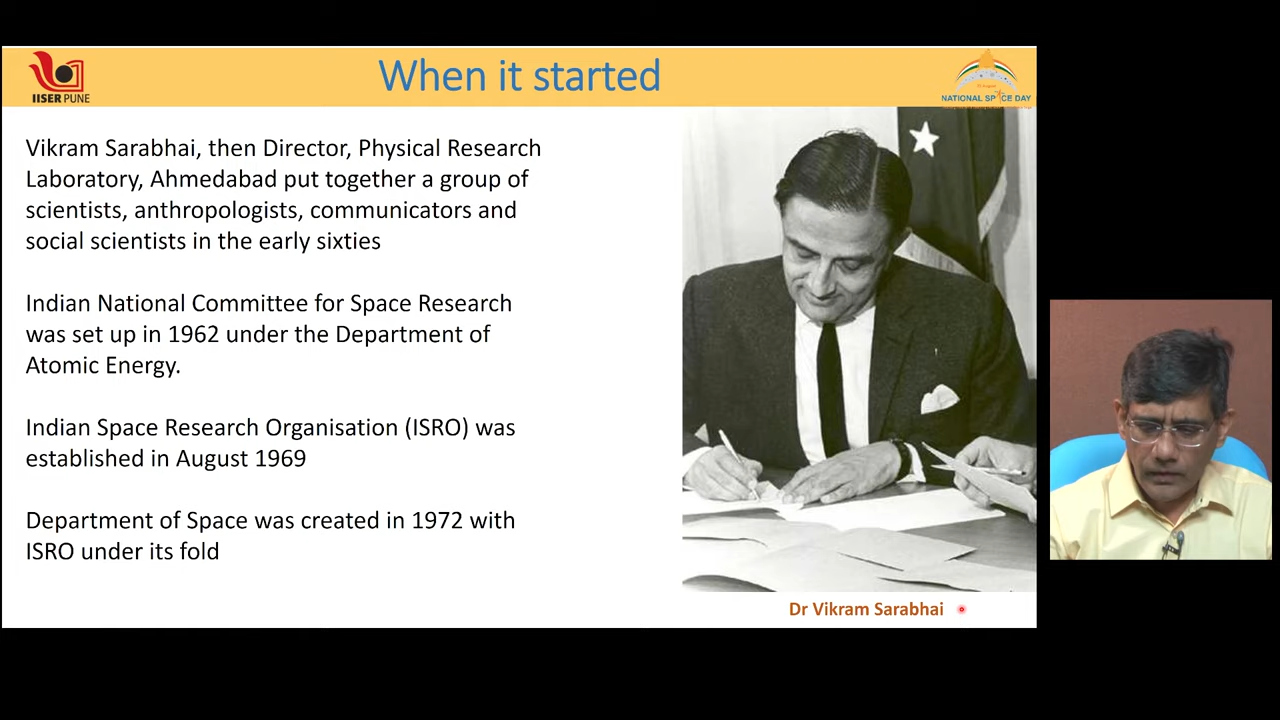 When it started
IISER PUNE
NATIONAL SPACE DAY
Vikram Sarabhai, then Director, Physical Research
Laboratory, Ahmedabad put together a group of
scientists, anthropologists, communicators and
social scientists in the early sixties
Indian National Committee for Space Research
was set up in 1962 under the Department of
Atomic Energy.
Indian Space Research Organisation (ISRO) was
established in August 1969
Department of Space was created in 1972 with
ISRO under its fold
Dr Vikram Sarabhai